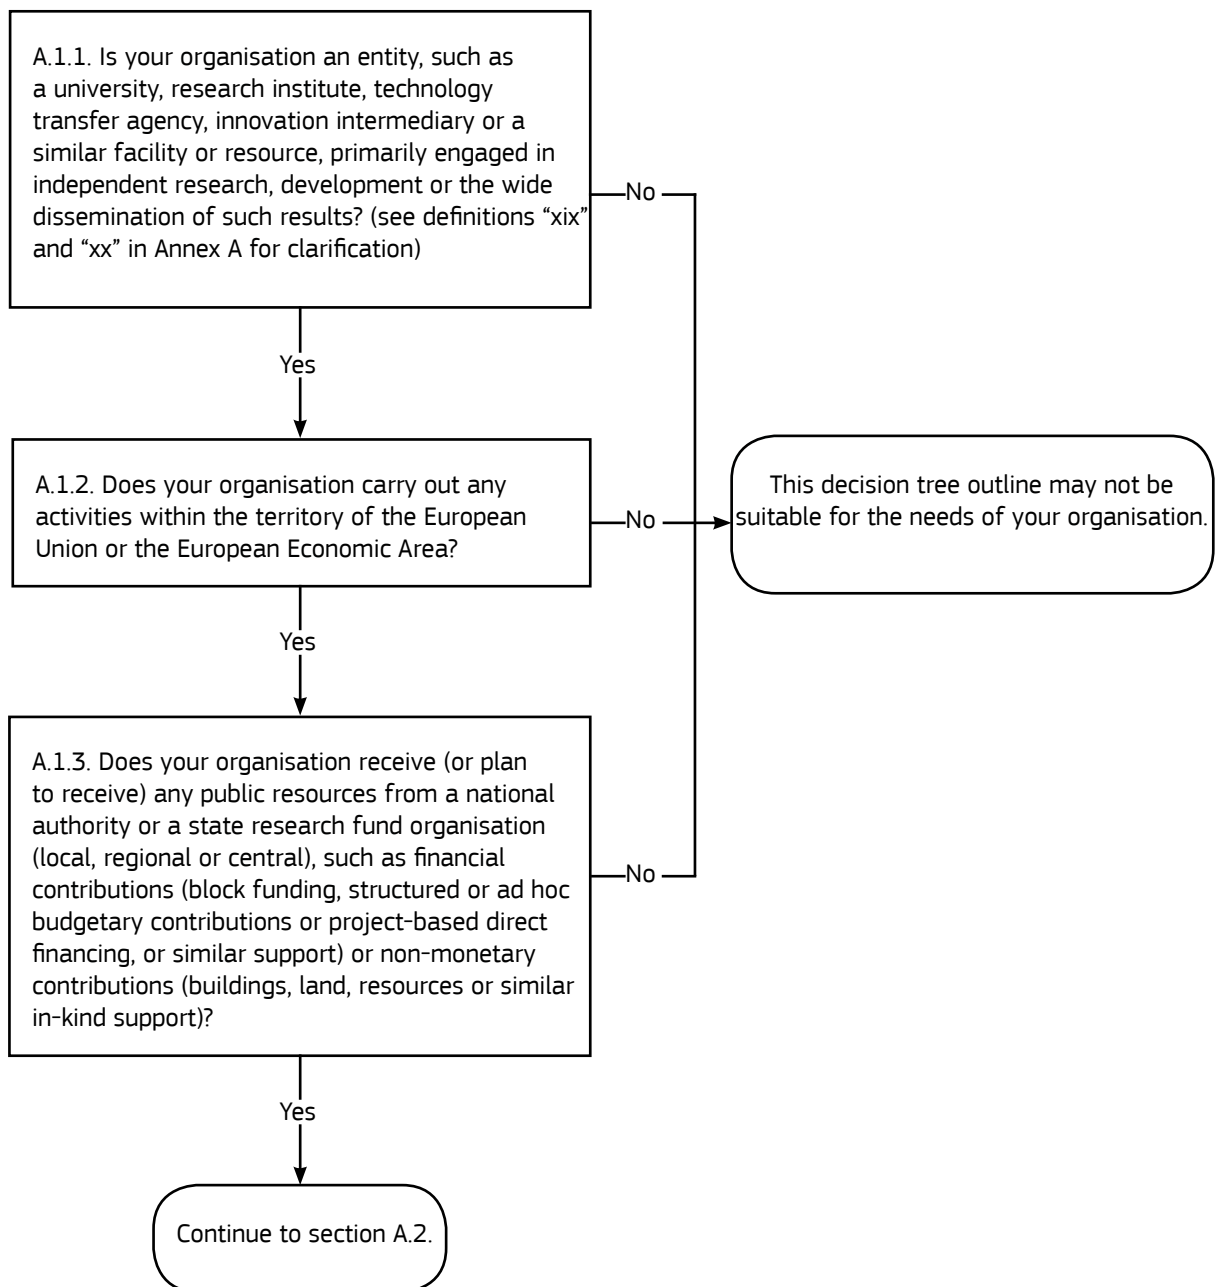 A.1.1. Is your organisation an entity, such as
a university, research institute, technology
transfer agency, innovation intermediary or a
similar facility or resource, primarily engaged in
independent research, development or the wide
dissemination of such results? (see definitions “xix”
and “xx” in Annex A for clarification)
No
Yes
A.1.2. Does your organisation carry out any
activities within the territory of the European
Union or the European Economic Area?
No
This decision tree outline may not be
suitable for the needs of your organisation.
Yes
A.1.3. Does your organisation receive (or plan
to receive) any public resources from a national
authority or a state research fund organisation
(local, regional or central), such as financial
contributions (block funding, structured or ad hoc
budgetary contributions or project-based direct
financing, or similar support) or non-monetary
contributions (buildings, land, resources or similar
in-kind support)?
No
Yes
Continue to section A.2.